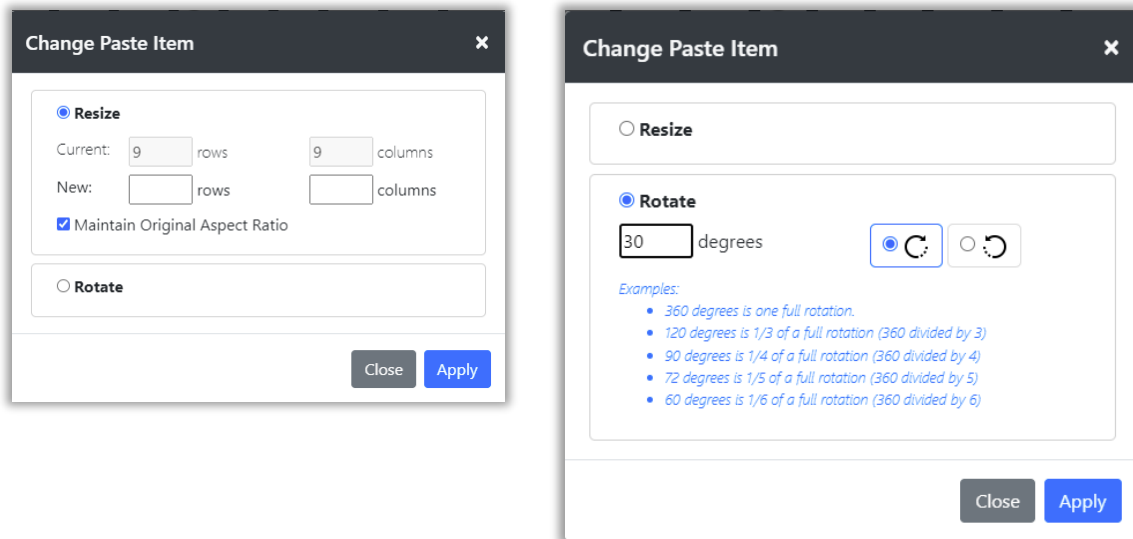 Change Paste Item ×
Resize
Current: 9 rows 9 columns
New: rows columns
Maintain Original Aspect Ratio
Rotate
Close Apply
Change Paste Item ×
Resize
Rotate
30 degrees
Examples:
• 360 degrees is one full rotation.
• 120 degrees is 1/3 of a full rotation (360 divided by 3)
• 90 degrees is 1/4 of a full rotation (360 divided by 4)
• 72 degrees is 1/5 of a full rotation (360 divided by 5)
• 60 degrees is 1/6 of a full rotation (360 divided by 6)
Close Apply